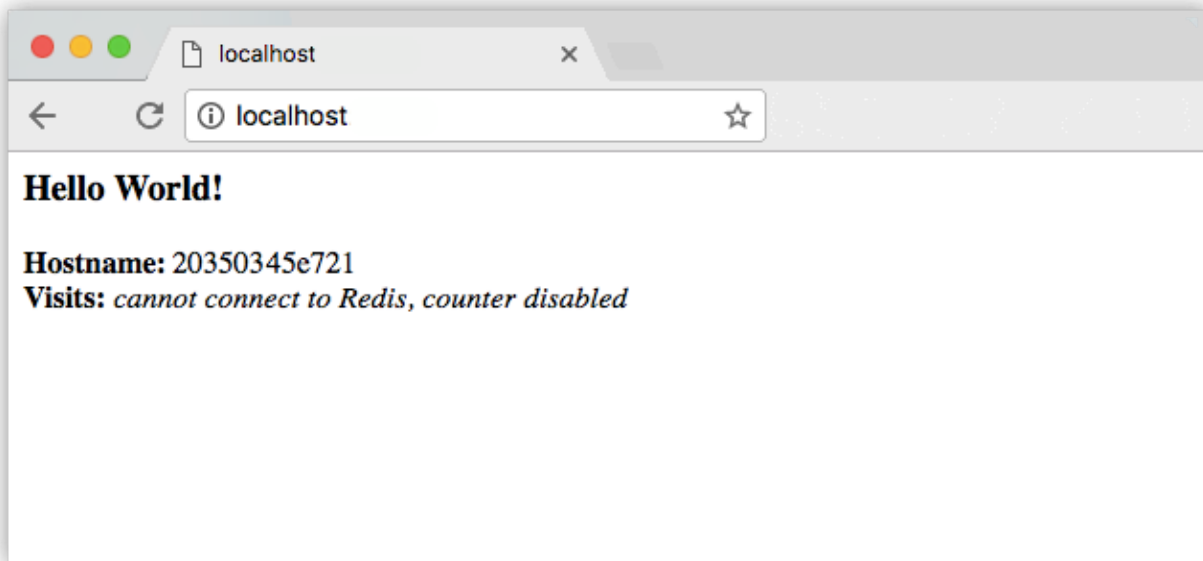 localhost
localhost
Hello World!
Hostname: 20350345e721
Visits: cannot connect to Redis, counter disabled